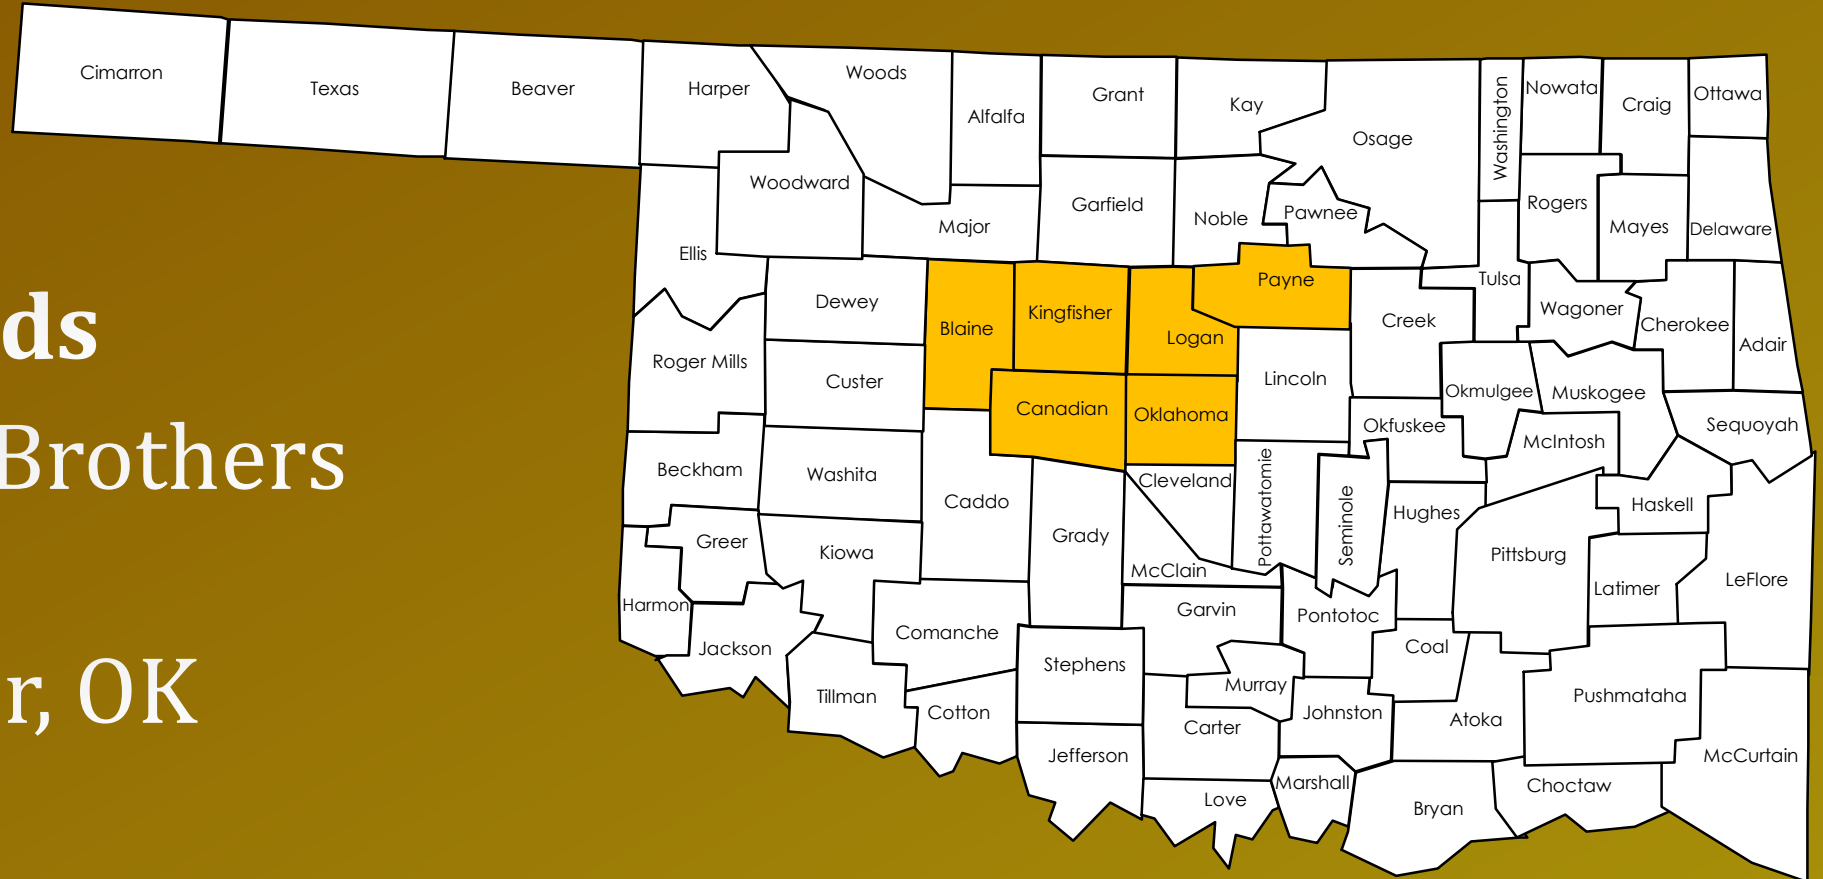 ds
Brothers
r, OK
Cimarron
Texas
Beaver
Harper
Woods
Alfalfa
Grant
Kay
Osage
Washington
Nowata
Craig
Ottawa
Woodward
Major
Garfield
Noble
Pawnee
Rogers
Mayes
Delaware
Ellis
Dewey
Blaine
Kingfisher
Logan
Payne
Creek
Tulsa
Wagoner
Cherokee
Adair
Roger Mills
Custer
Canadian
Oklahoma
Lincoln
Okmulgee
Muskogee
Okfuskee
McIntosh
Sequoyah
Beckham
Washita
Caddo
Grady
Cleveland
Pottawatomie
Seminole
Hughes
Haskell
Greer
Kiowa
McClain
Pittsburg
Latimer
LeFlore
Harmon
Jackson
Comanche
Garvin
Pontotoc
Coal
Tillman
Cotton
Stephens
Murray
Carter
Johnston
Atoka
Pushmataha
McCurtain
Jefferson
Love
Marshall
Bryan
Choctaw